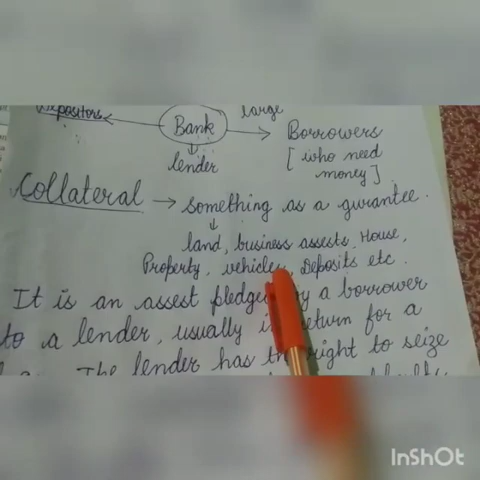 Depositors Bank large Borrowers
lender [who need
money]
Collateral → something as a gurantee.
land, business assests, House,
Property, vehicles, Deposits etc.
It is an assest pledged by a borrower
to a lender, usually in return for a
The lender has the right to seize
InShOt